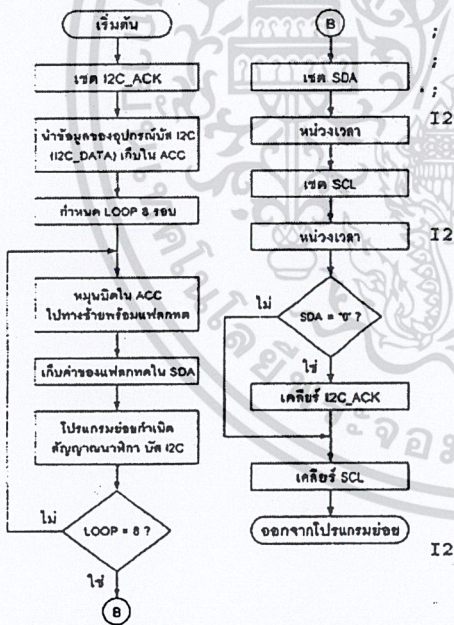 เริ่มต้น
เซต I2C_ACK
นำข้อมูลของอุปกรณ์บัส I2C
(I2C_DATA) เก็บใน ACC
กำหนด LOOP 8 รอบ
หมุนบิตใน ACC
ไปทางซ้ายพร้อมแฟลกทด
เก็บค่าของแฟลกทดใน SDA
โปรแกรมย่อยกำเนิด
สัญญาณนาฬิกา บัส I2C
ไม่
LOOP = 8 ?
ใช่
B
B
เซต SDA
หน่วงเวลา
เซต SCL
หน่วงเวลา
ไม่
SDA = "0" ?
ใช่
เคลียร์ I2C_ACK
เคลียร์ SCL
ออกจากโปรแกรมย่อย
;
;
;
I2
I2
I2